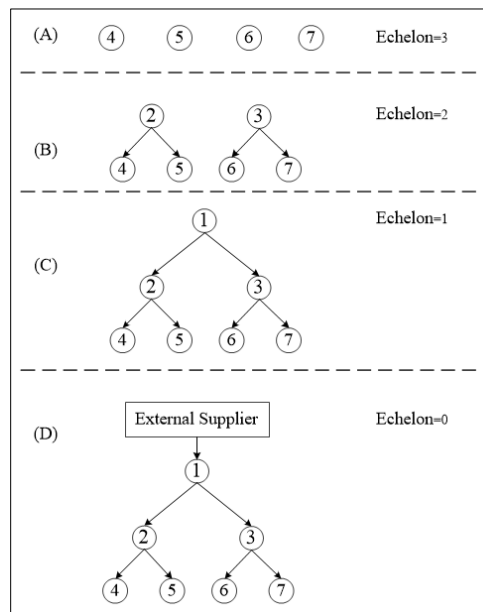 (A) 4 5 6 7 Echelon=3
2 3 Echelon=2
(B) 4 5 6 7
1 Echelon=1
(C)
2 3
4 5 6 7
External Supplier Echelon=0
(D)
1
2 3
4 5 6 7